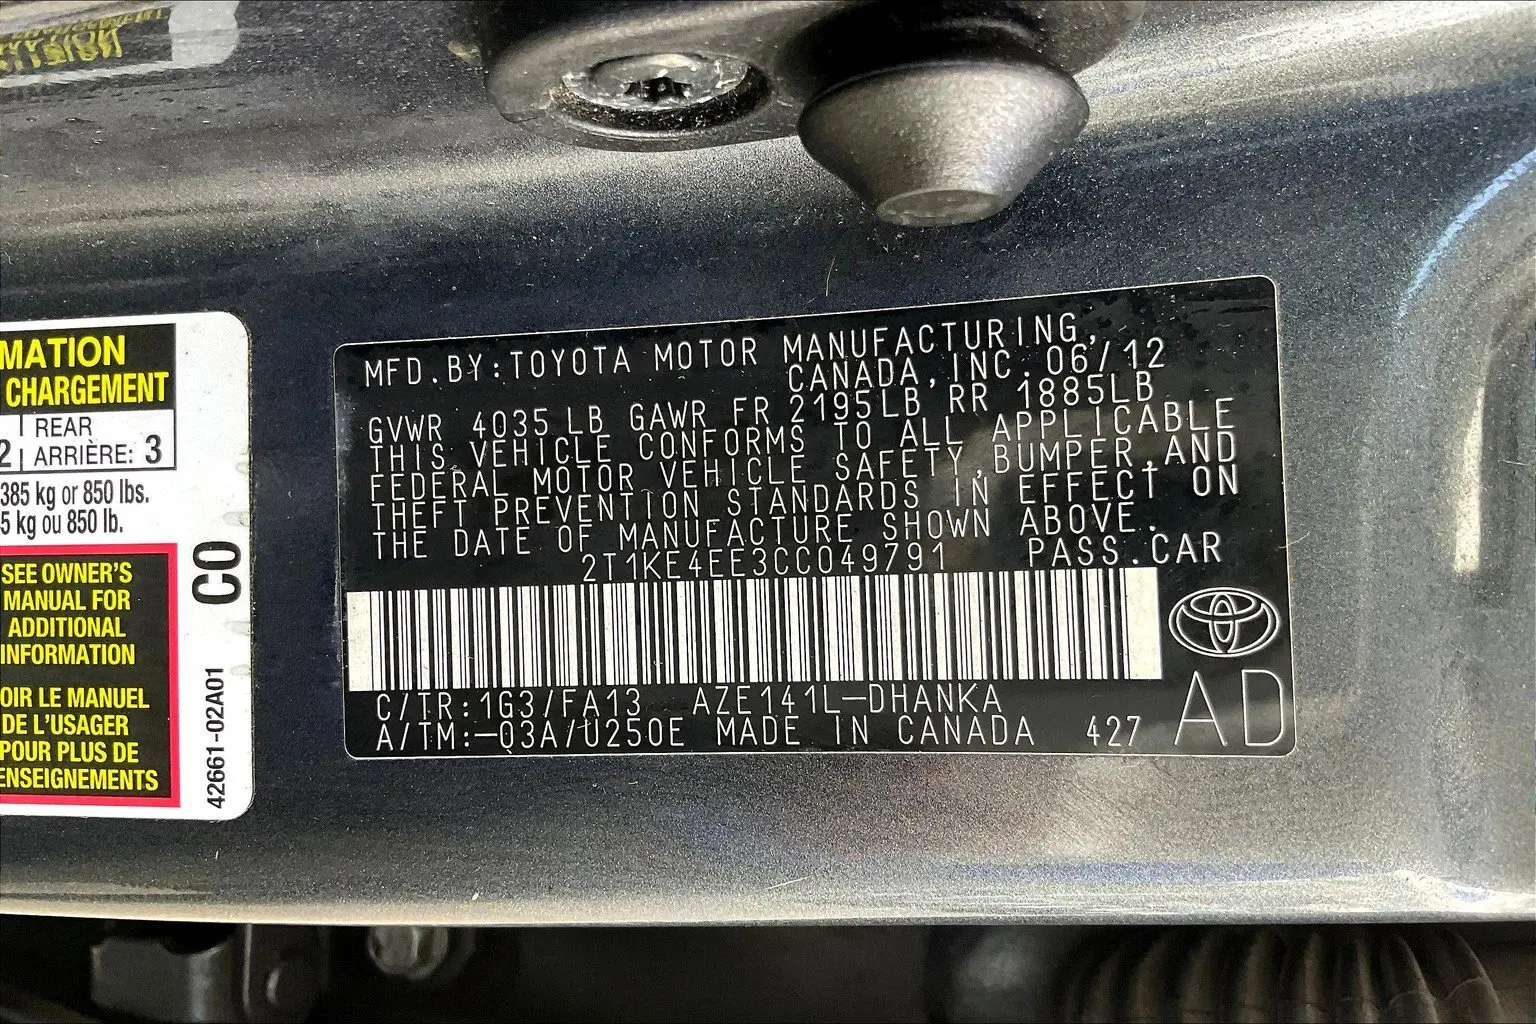 MATION
CHARGEMENT
2 REAR
ARRIÈRE: 3
385 kg or 850 lbs.
5 kg ou 850 lb.
SEE OWNER'S
MANUAL FOR
ADDITIONAL
INFORMATION
OIR LE MANUEL
DE L'USAGER
POUR PLUS DE
ENSEIGNEMENTS
CO
42661-02A01
MFD.BY:TOYOTA MOTOR MANUFACTURING,
CANADA,INC. 06/12
GVWR 4035LB GAWR FR 2195LB RR 1885LB
THIS VEHICLE CONFORMS TO ALL APPLICABLE
FEDERAL MOTOR VEHICLE SAFETY,BUMPER,AND
THEFT PREVENTION STANDARDS IN EFFECT ON
THE DATE OF MANUFACTURE SHOWN ABOVE.
2T1KE4EE3CC049791 PASS.CAR
C/TR:1G3/FA13 AZE141L-DHANKA
A/TM:-03A/U250E MADE IN CANADA 427
AD